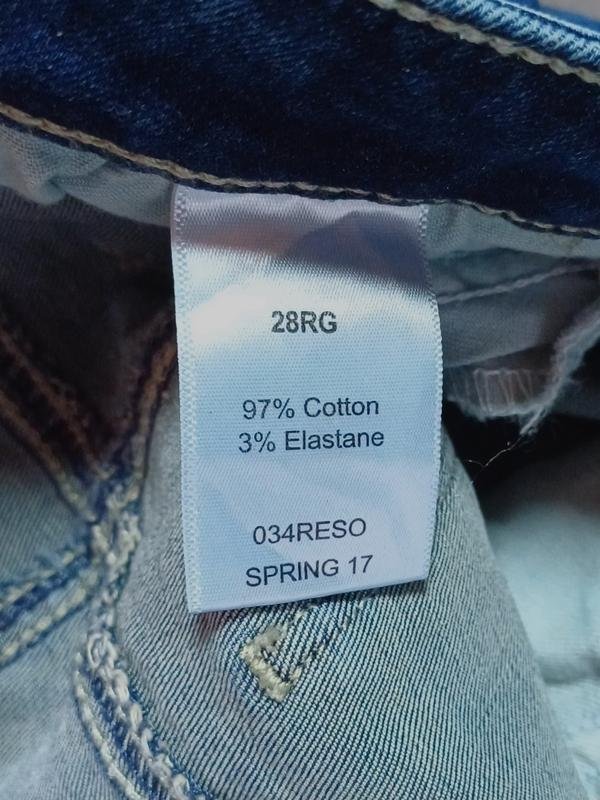 28RG
97% Cotton
3% Elastane
034RESO
SPRING 17